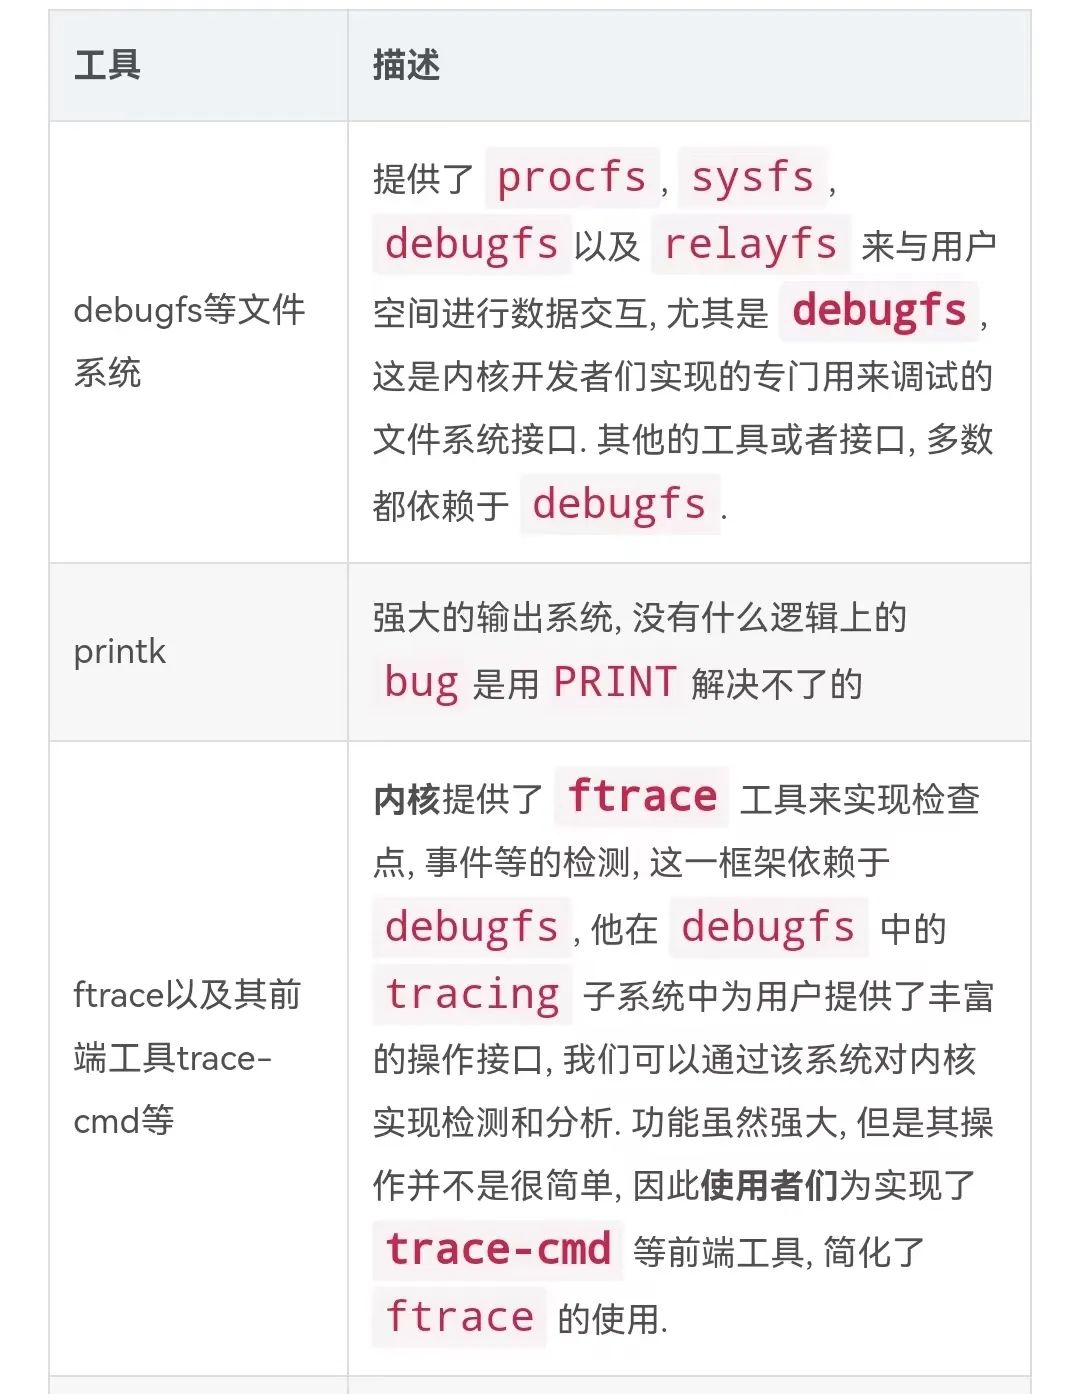 工具
描述
debugfs等文件
系统
提供了 procfs, sysfs,
debugfs以及 relayfs 来与用户
空间进行数据交互, 尤其是 debugfs,
这是内核开发者们实现的专门用来调试的
文件系统接口. 其他的工具或者接口, 多数
都依赖于 debugfs.
printk
强大的输出系统, 没有什么逻辑上的
bug 是用 PRINT 解决不了的
ftrace以及其前
端工具trace-
cmd等
内核提供了 ftrace 工具来实现检查
点, 事件等的检测, 这一框架依赖于
debugfs, 他在 debugfs 中的
tracing 子系统中为用户提供了丰富
的操作接口, 我们可以通过该系统对内核
实现检测和分析. 功能虽然强大, 但是其操
作并不是很简单, 因此使用者们为实现了
trace-cmd 等前端工具, 简化了
ftrace 的使用.